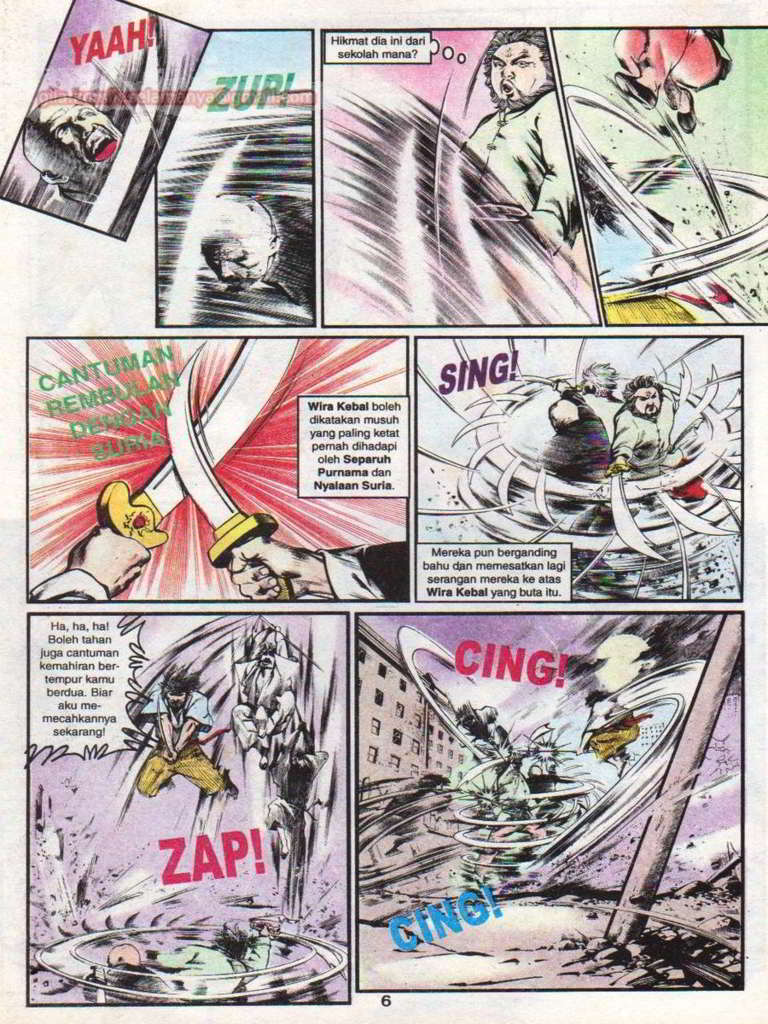 YAAH!
ZUP!
Hikmat dia ini dari
sekolah mana?
CANTUMAN
REMBULAN
DENGAN
SURIA
Wira Kebal boleh
dikatakan musuh
yang paling ketat
pernah dihadapi
oleh Separuh
Purnama dan
Nyalaan Suria.
SING!
Mereka pun berganding
bahu dan memesatkan lagi
serangan mereka ke atas
Wira Kebal yang buta itu.
Ha, ha, ha!
Boleh tahan
juga cantuman
kemahiran ber-
tempur kamu
berdua. Biar
aku me-
mecahkannya
sekarang!
ZAP!
CING!
CING!
6